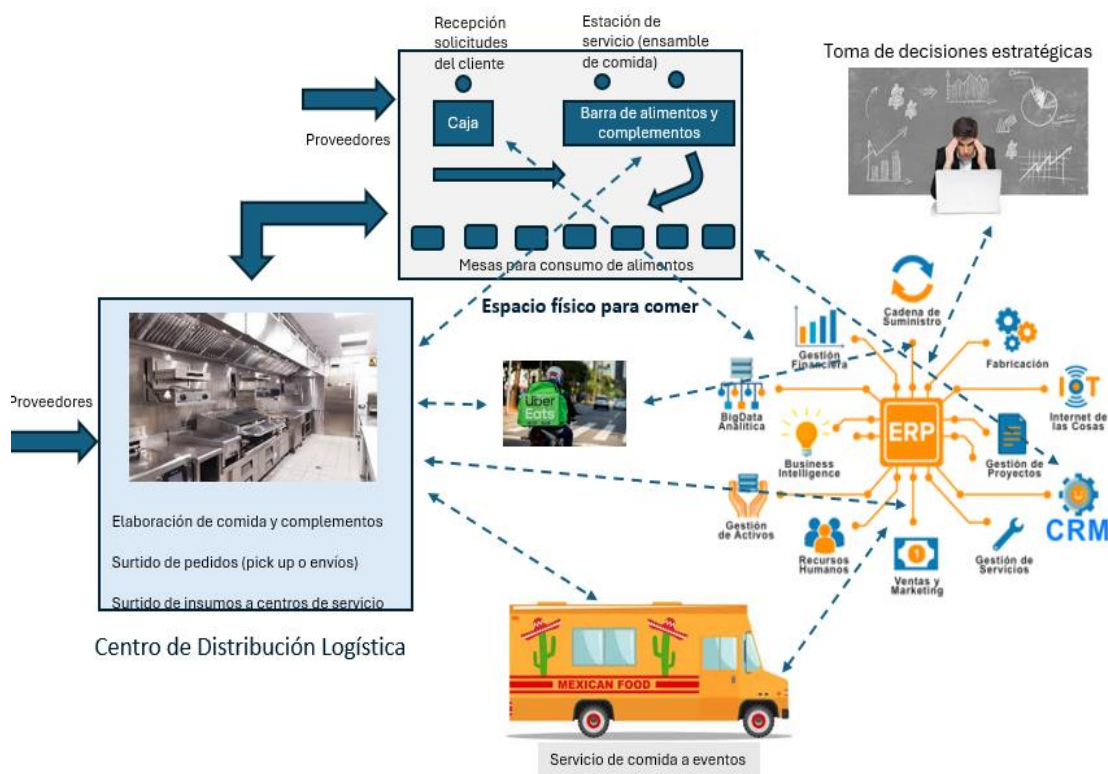 Recepción
solicitudes
del cliente
Estación de
servicio (ensamble
de comida)
Toma de decisiones estratégicas
Proveedores
Caja
Barra de alimentos y
complementos
Mesas para consumo de alimentos
Espacio físico para comer
Proveedores
Elaboración de comida y complementos
Surtido de pedidos (pick up o envíos)
Surtido de insumos a centros de servicio
Centro de Distribución Logística
Uber
Eats
Cadena de
Suministro
Gestión
Financiera
Fabricación
BigData
Analítica
IOT
Internet de
las Cosas
ERP
Business
Intelligence
Gestión de
Proyectos
Gestión
de Activos
CRM
Recursos
Humanos
1
Ventas y
Marketing
Gestión de
Servicios
MEXICAN FOOD
Servicio de comida a eventos